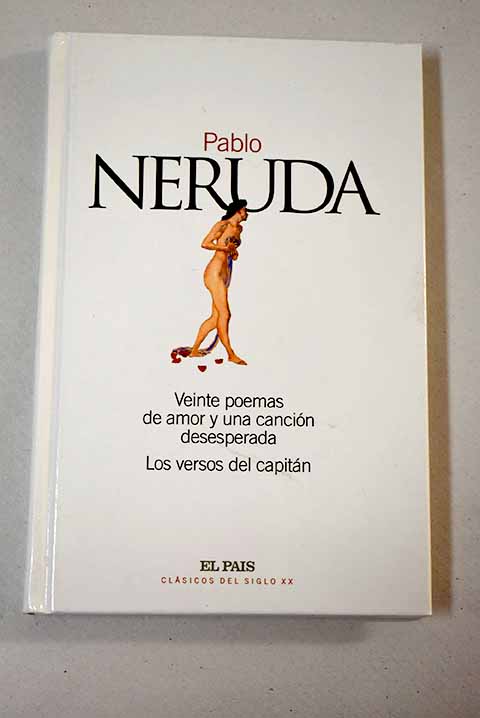 Pablo
NERUDA
Veinte poemas
de amor y una canción
desesperada
Los versos del capitán
EL PAIS
CLÁSICOS DEL SIGLO XX